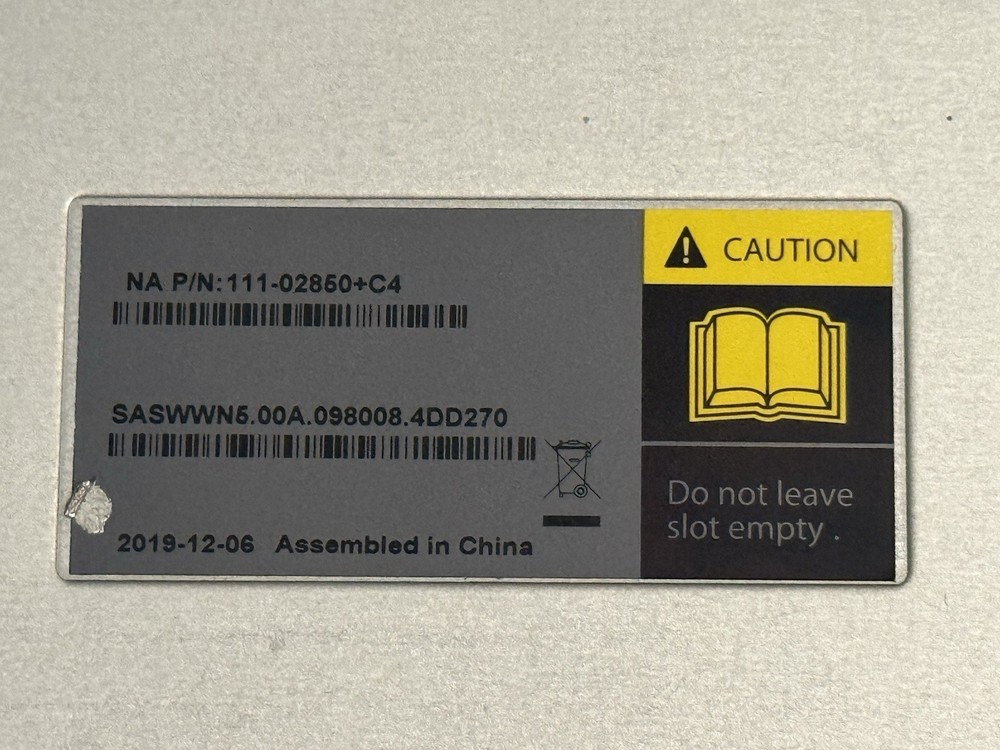 NA P/N:111-02850+C4
SASWWN5.00A.098008.4DD270
2019-12-06 Assembled in China
CAUTION
Do not leave
slot empty .